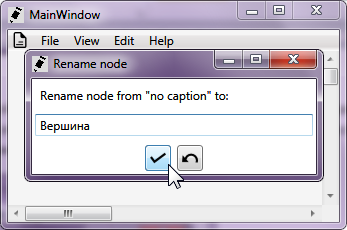 MainWindow
File View Edit Help
Rename node
Rename node from "no caption" to:
Вершина